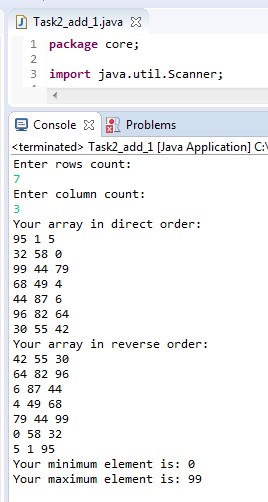 Task2_add_1.java
1 package core;
2
3 import java.util.Scanner;
Console Problems
<terminated> Task2_add_1 [Java Application] C:\
Enter rows count:
7
Enter column count:
3
Your array in direct order:
95 1 5
32 58 0
99 44 79
68 49 4
44 87 6
96 82 64
30 55 42
Your array in reverse order:
42 55 30
64 82 96
6 87 44
4 49 68
79 44 99
0 58 32
5 1 95
Your minimum element is: 0
Your maximum element is: 99